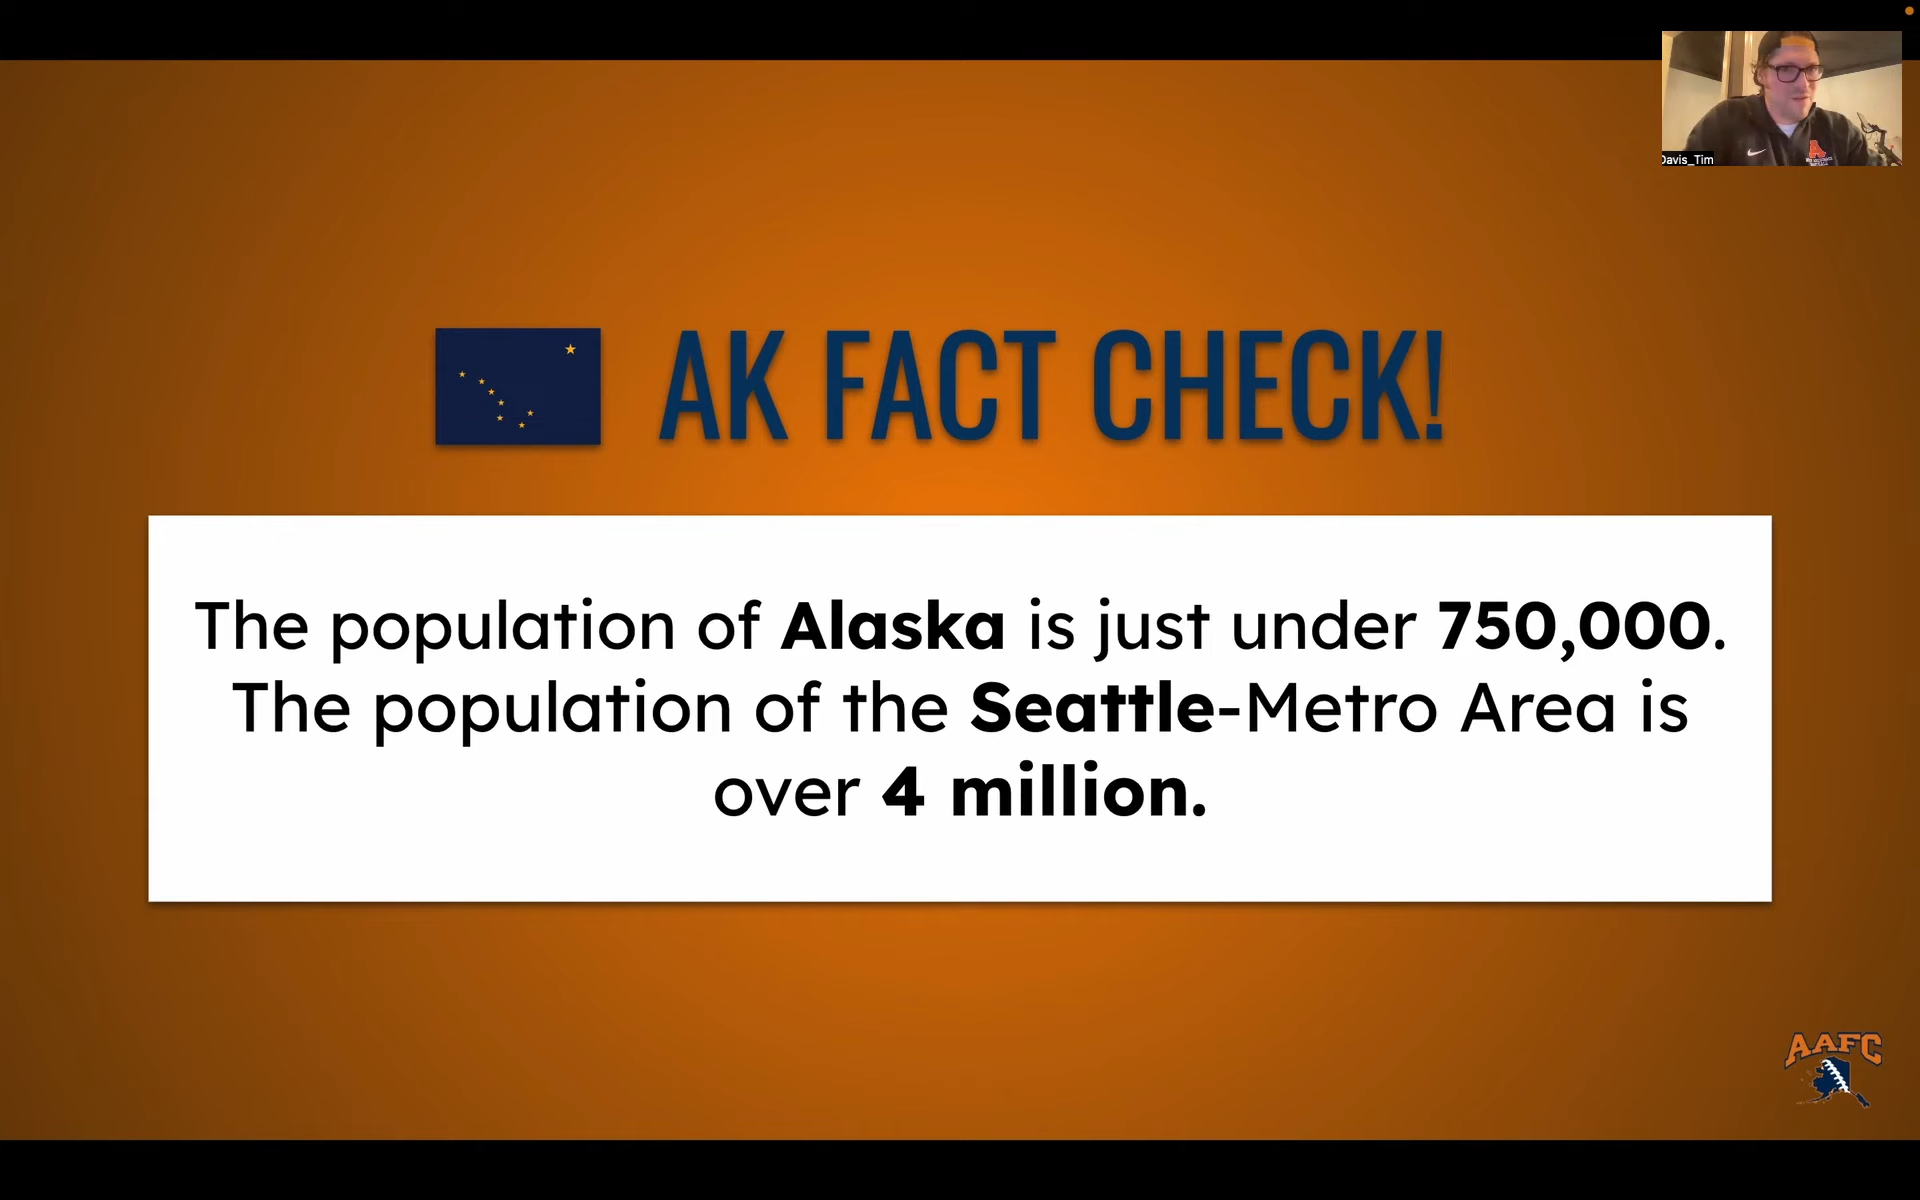 Davis_Tim
AK FACT CHECK!
The population of Alaska is just under 750,000.
The population of the Seattle-Metro Area is
over 4 million.
A
AAFC